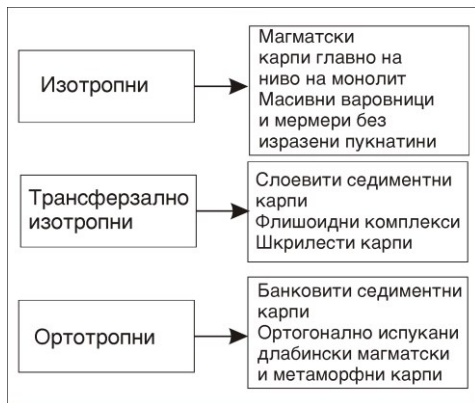 Изотропни
Магматски
карпи главно на
ниво на монолит
Масивни варовници
и мермери без
изразени пукнатини
Трансферзално
изотропни
Слоевити седиментни
карпи
Флишоидни комплекси
Шкрилести карпи
Ортотропни
Банковити седиментни
карпи
Ортогонално испукани
длабински магматски
и метаморфни карпи